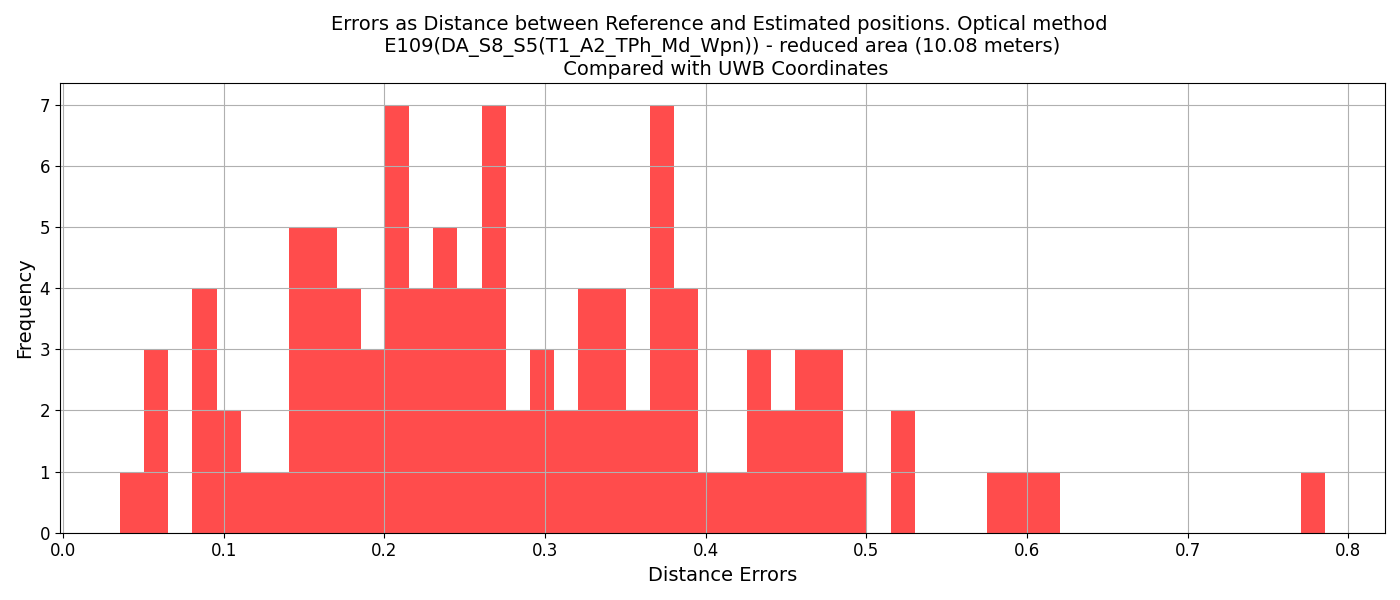 Errors as Distance between Reference and Estimated positions. Optical method
E109(DA_S8_S5(T1_A2_TPh_Md_Wpn)) - reduced area (10.08 meters)
Compared with UWB Coordinates
7
6
5
4
3
2
1
0
Frequency
0.0 0.1 0.2 0.3 0.4 0.5 0.6 0.7 0.8
Distance Errors